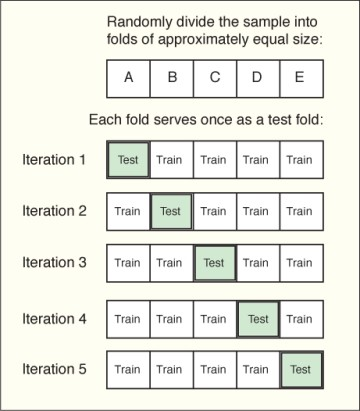 Randomly divide the sample into
folds of approximately equal size:
A B C D E
Each fold serves once as a test fold:
Iteration 1 Test Train Train Train Train
Iteration 2 Train Test Train Train Train
Iteration 3 Train Train Test Train Train
Iteration 4 Train Train Train Test Train
Iteration 5 Train Train Train Train Test